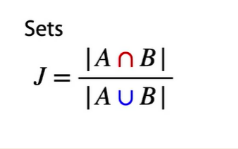 Sets
J = |A ∩ B|
|A ∪ B|